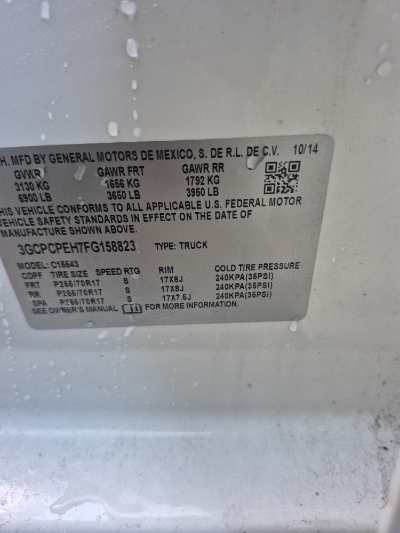 H. MFD BY GENERAL MOTORS DE MEXICO, S. DE R.L. DE C.V. 10/14
GVWR GAWR FRT GAWR RR
3130 KG 1656 KG 1792 KG
6900 LB 3650 LB 3950 LB
THIS VEHICLE CONFORMS TO ALL APPLICABLE U.S. FEDERAL MOTOR
VEHICLE SAFETY STANDARDS IN EFFECT ON THE DATE OF
MANUFACTURE SHOWN ABOVE.
3GCPCPEH7FG158823 TYPE: TRUCK
MODEL: C15543
TIRE SIZE SPEED RTG RIM COLD TIRE PRESSURE
FRT P255/70R17 S 17X8J 240KPA(35PSI)
RR P255/70R17 S 17X8J 240KPA(35PSI)
SPA P265/70R17 S 17X7.5J 240KPA(35PSI)
SEE OWNER'S MANUAL FOR MORE INFORMATION.